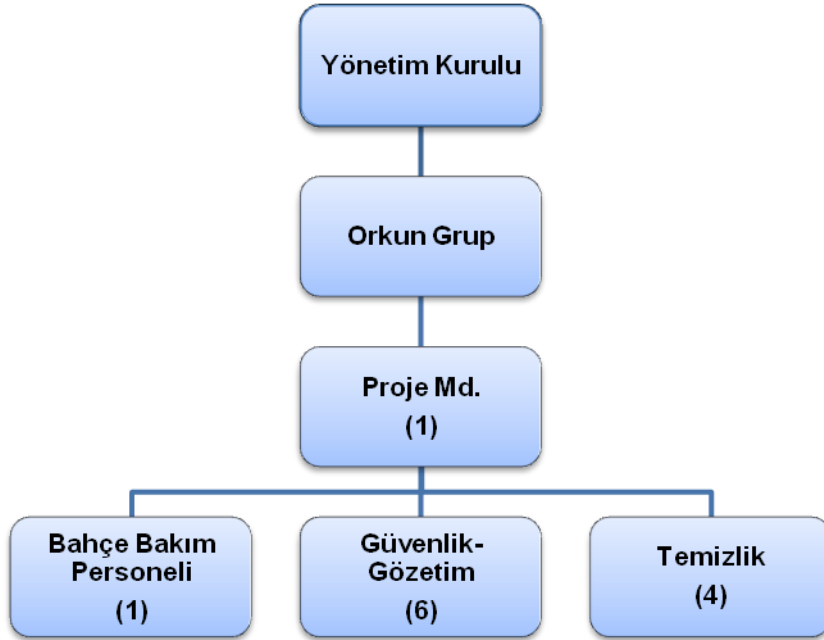 Yönetim Kurulu
Orkun Grup
Proje Md.
(1)
Bahçe Bakım
Personeli
(1)
Güvenlik-
Gözetim
(6)
Temizlik
(4)